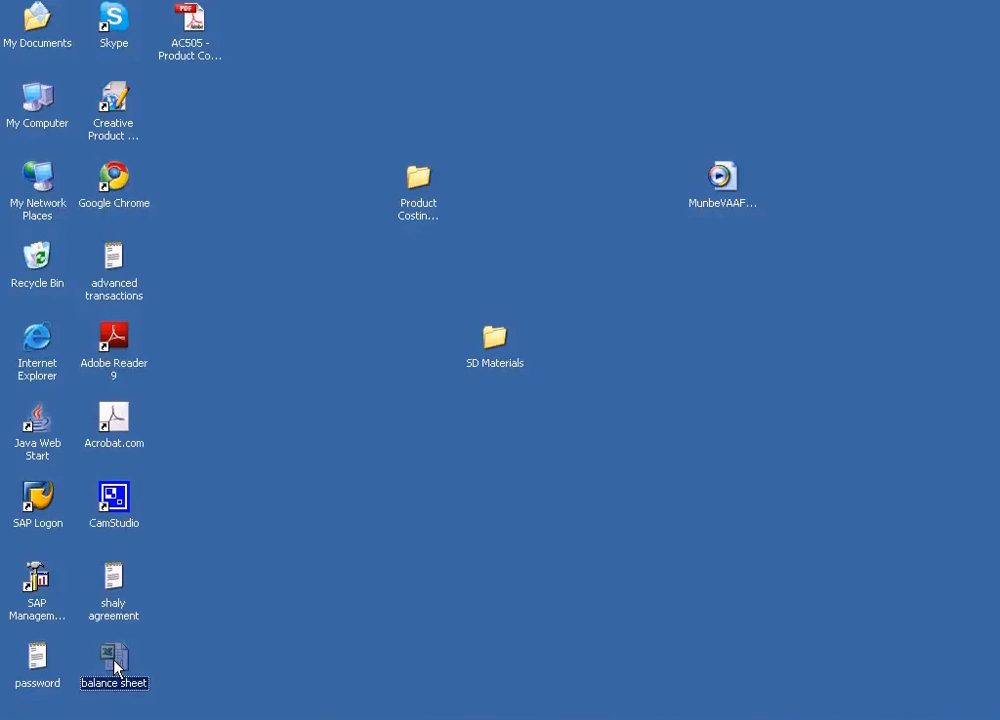 My Documents
Skype
AC505 -
Product Co...
My Computer
Creative
Product ...
My Network
Places
Google Chrome
Product
Costin...
MunbeVAAF...
Recycle Bin
advanced
transactions
Internet
Explorer
Adobe Reader
9
SD Materials
Java Web
Start
Acrobat.com
SAP Logon
CamStudio
SAP
Managem...
shaly
agreement
password
balance sheet